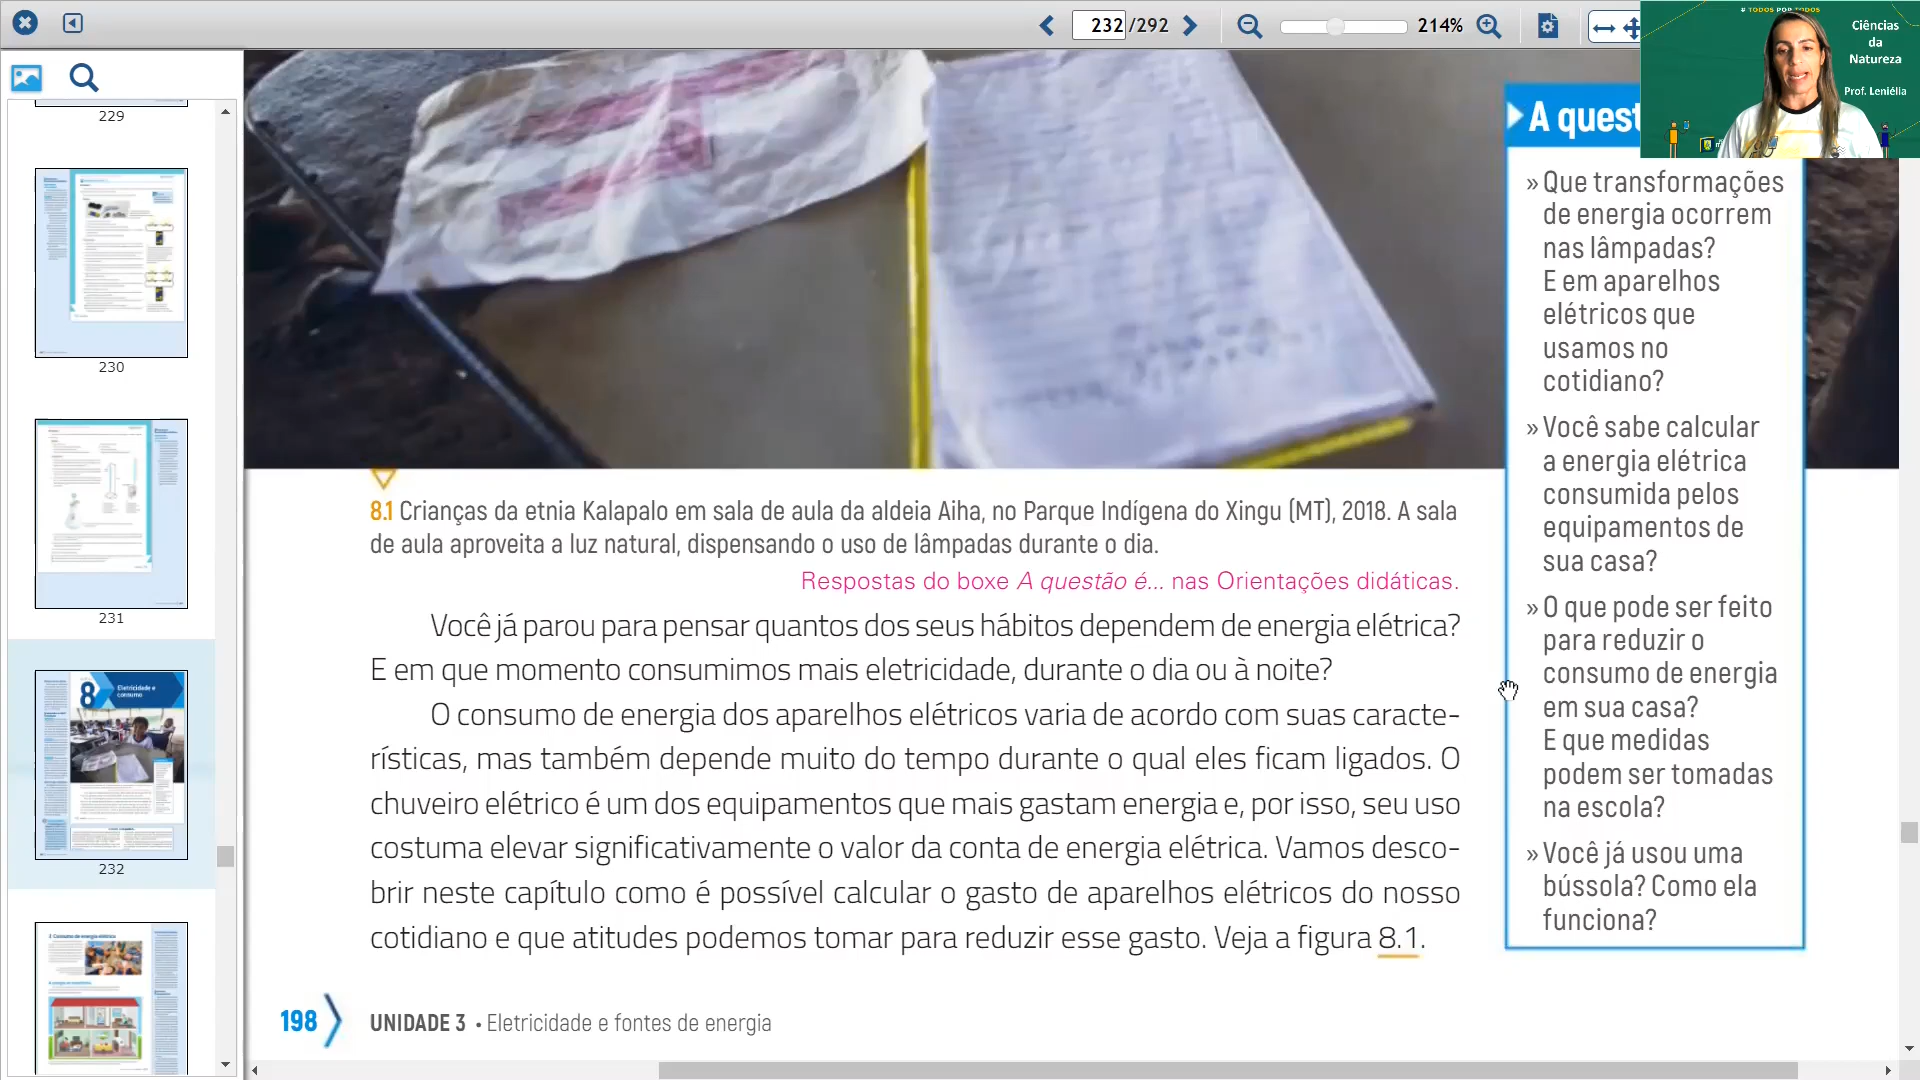 232 /292
214%
# TODOS POR TODOS
Ciências
da
Natureza
Prof. Leniélia
229
230
231
8
Eletricidade e
consumo
232
A quest
» Que transformações
de energia ocorrem
nas lâmpadas?
E em aparelhos
elétricos que
usamos no
cotidiano?
» Você sabe calcular
a energia elétrica
consumida pelos
equipamentos de
sua casa?
» O que pode ser feito
para reduzir o
consumo de energia
em sua casa?
E que medidas
podem ser tomadas
na escola?
» Você já usou uma
bússola? Como ela
funciona?
8.1 Crianças da etnia Kalapalo em sala de aula da aldeia Aiha, no Parque Indígena do Xingu (MT), 2018. A sala
de aula aproveita a luz natural, dispensando o uso de lâmpadas durante o dia.
Respostas do boxe A questão é... nas Orientações didáticas.
Você já parou para pensar quantos dos seus hábitos dependem de energia elétrica?
E em que momento consumimos mais eletricidade, durante o dia ou à noite?
O consumo de energia dos aparelhos elétricos varia de acordo com suas caracte-
rísticas, mas também depende muito do tempo durante o qual eles ficam ligados. O
chuveiro elétrico é um dos equipamentos que mais gastam energia e, por isso, seu uso
costuma elevar significativamente o valor da conta de energia elétrica. Vamos desco-
brir neste capítulo como é possível calcular o gasto de aparelhos elétricos do nosso
cotidiano e que atitudes podemos tomar para reduzir esse gasto. Veja a figura 8.1.
198
UNIDADE 3 • Eletricidade e fontes de energia